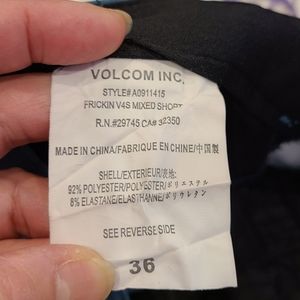 VOLCOM INC.
STYLE# A0911415
FRICKIN V4S MIXED SHORT
R.N.#29745 CA# 32350
MADE IN CHINA/FABRIQUE EN CHINE/中国製
SHELL/EXTERIEUR/表地:
92% POLYESTER/POLYESTER/ポリエステル
8% ELASTANE/ELASTHANNE/ポリウレタン
SEE REVERSE SIDE
36